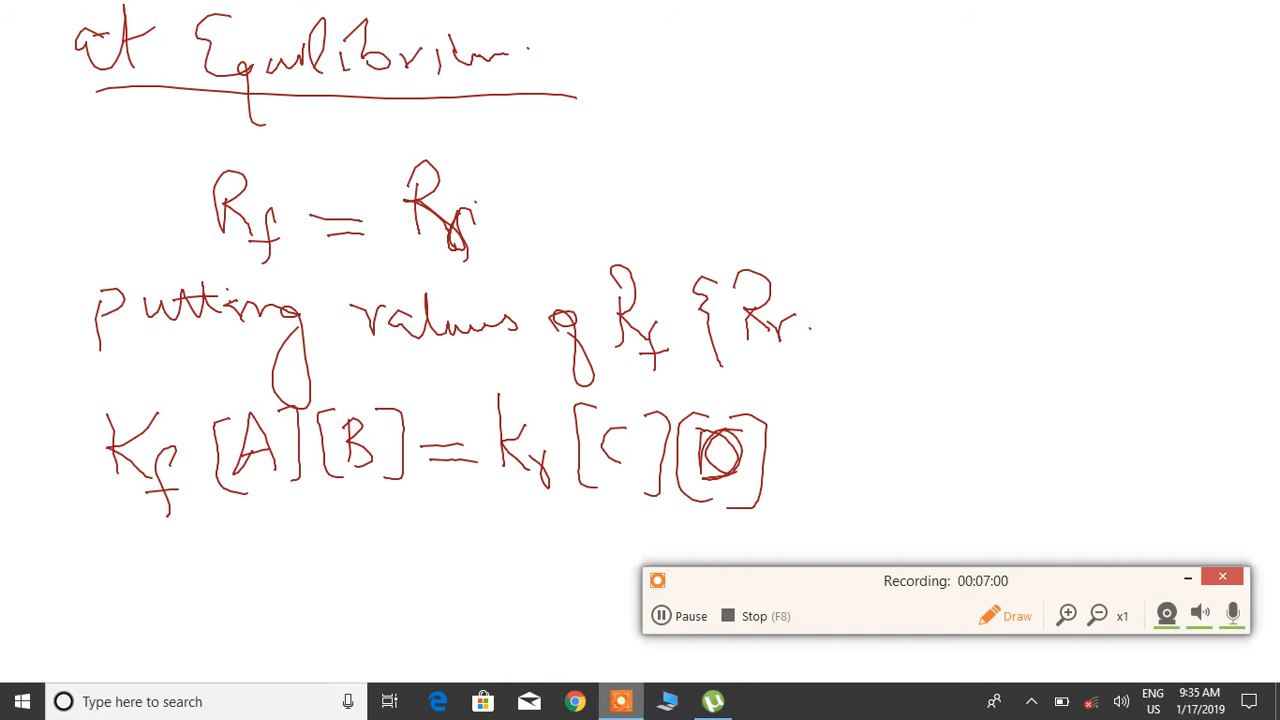 at Equilibrium.
Rf = Rr
putting values of Rf & Rr.
Kf [A][B] = kr [C][D]
Recording: 00:07:00
Pause Stop (F8) Draw x1
Type here to search
ENG 9:35 AM
US 1/17/2019